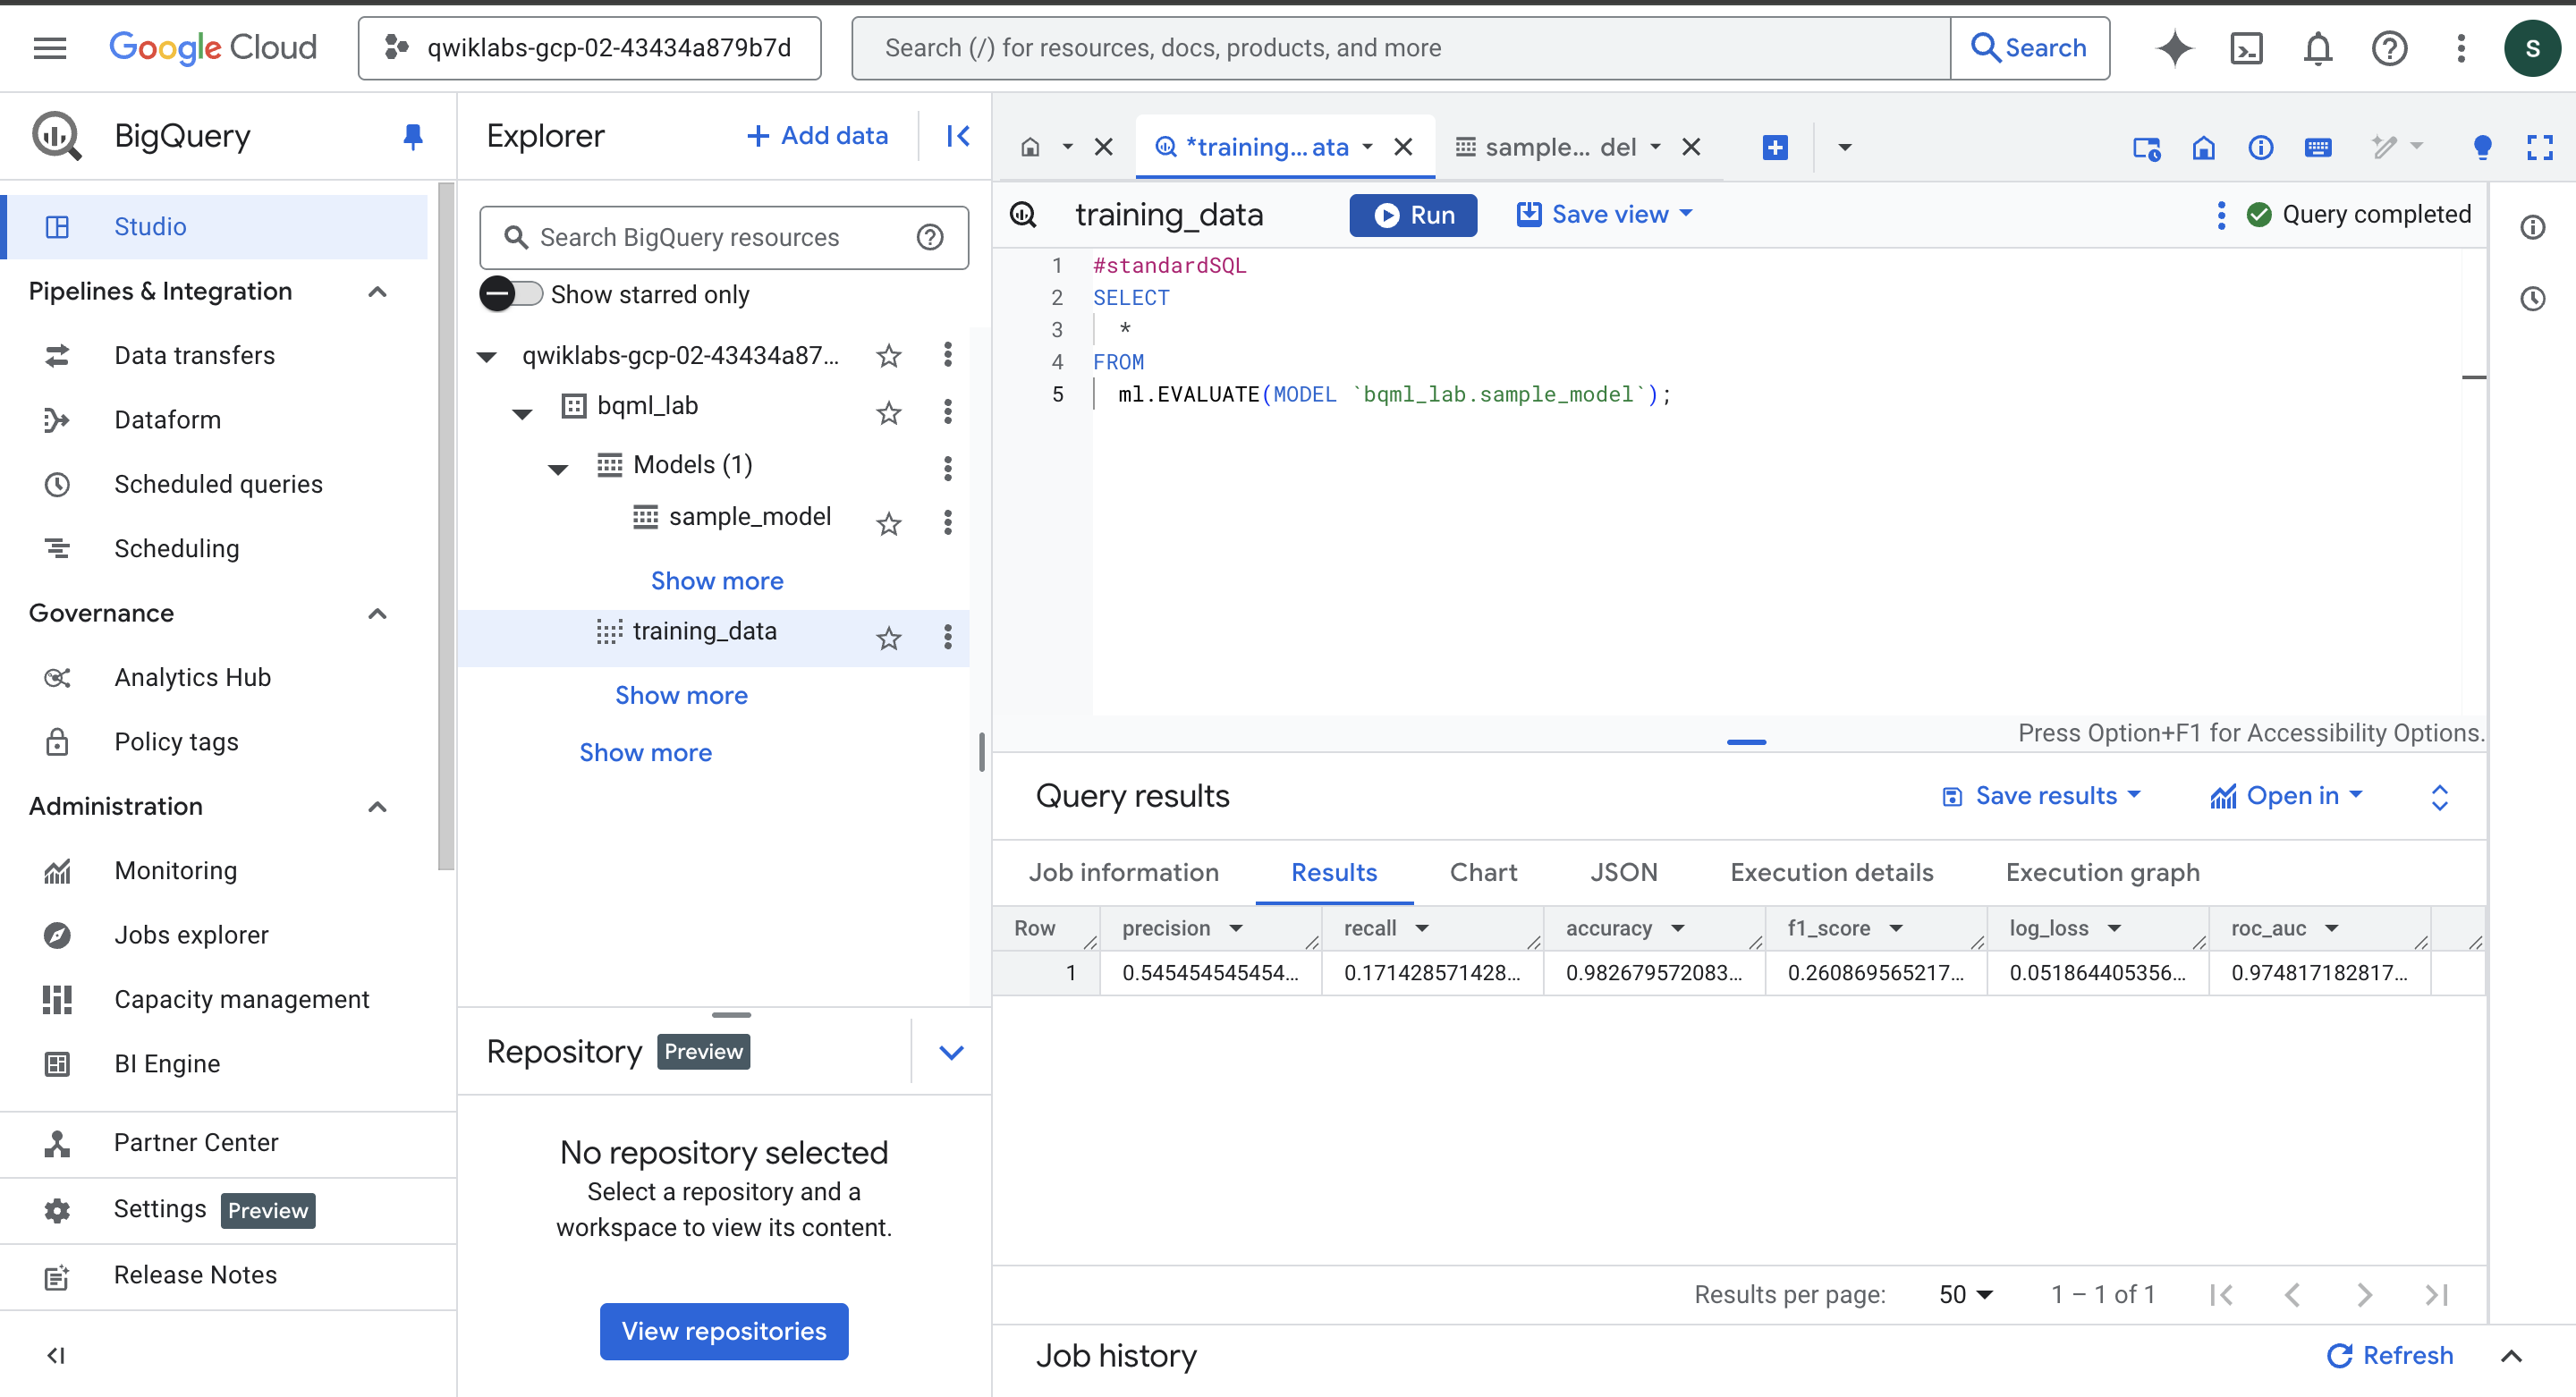 Google Cloud
qwiklabs-gcp-02-43434a879b7d
Search (/) for resources, docs, products, and more
Search
S
BigQuery
Studio
Pipelines & Integration
Data transfers
Dataform
Scheduled queries
Scheduling
Governance
Analytics Hub
Policy tags
Administration
Monitoring
Jobs explorer
Capacity management
BI Engine
Partner Center
Settings Preview
Release Notes
Explorer
Add data
Search BigQuery resources
Show starred only
qwiklabs-gcp-02-43434a87...
bqml_lab
Models (1)
sample_model
Show more
training_data
Show more
Show more
Repository Preview
No repository selected
Select a repository and a
workspace to view its content.
View repositories
*training... ata
sample... del
training_data
Run
Save view
Query completed
1 #standardSQL
2 SELECT
3 *
4 FROM
5 ml.EVALUATE(MODEL `bqml_lab.sample_model`);
Press Option+F1 for Accessibility Options.
Query results
Save results
Open in
Job information Results Chart JSON Execution details Execution graph
Row precision recall accuracy f1_score log_loss roc_auc
1 0.545454545454... 0.171428571428... 0.982679572083... 0.260869565217... 0.051864405356... 0.974817182817...
Results per page: 50 1 – 1 of 1
Job history
Refresh